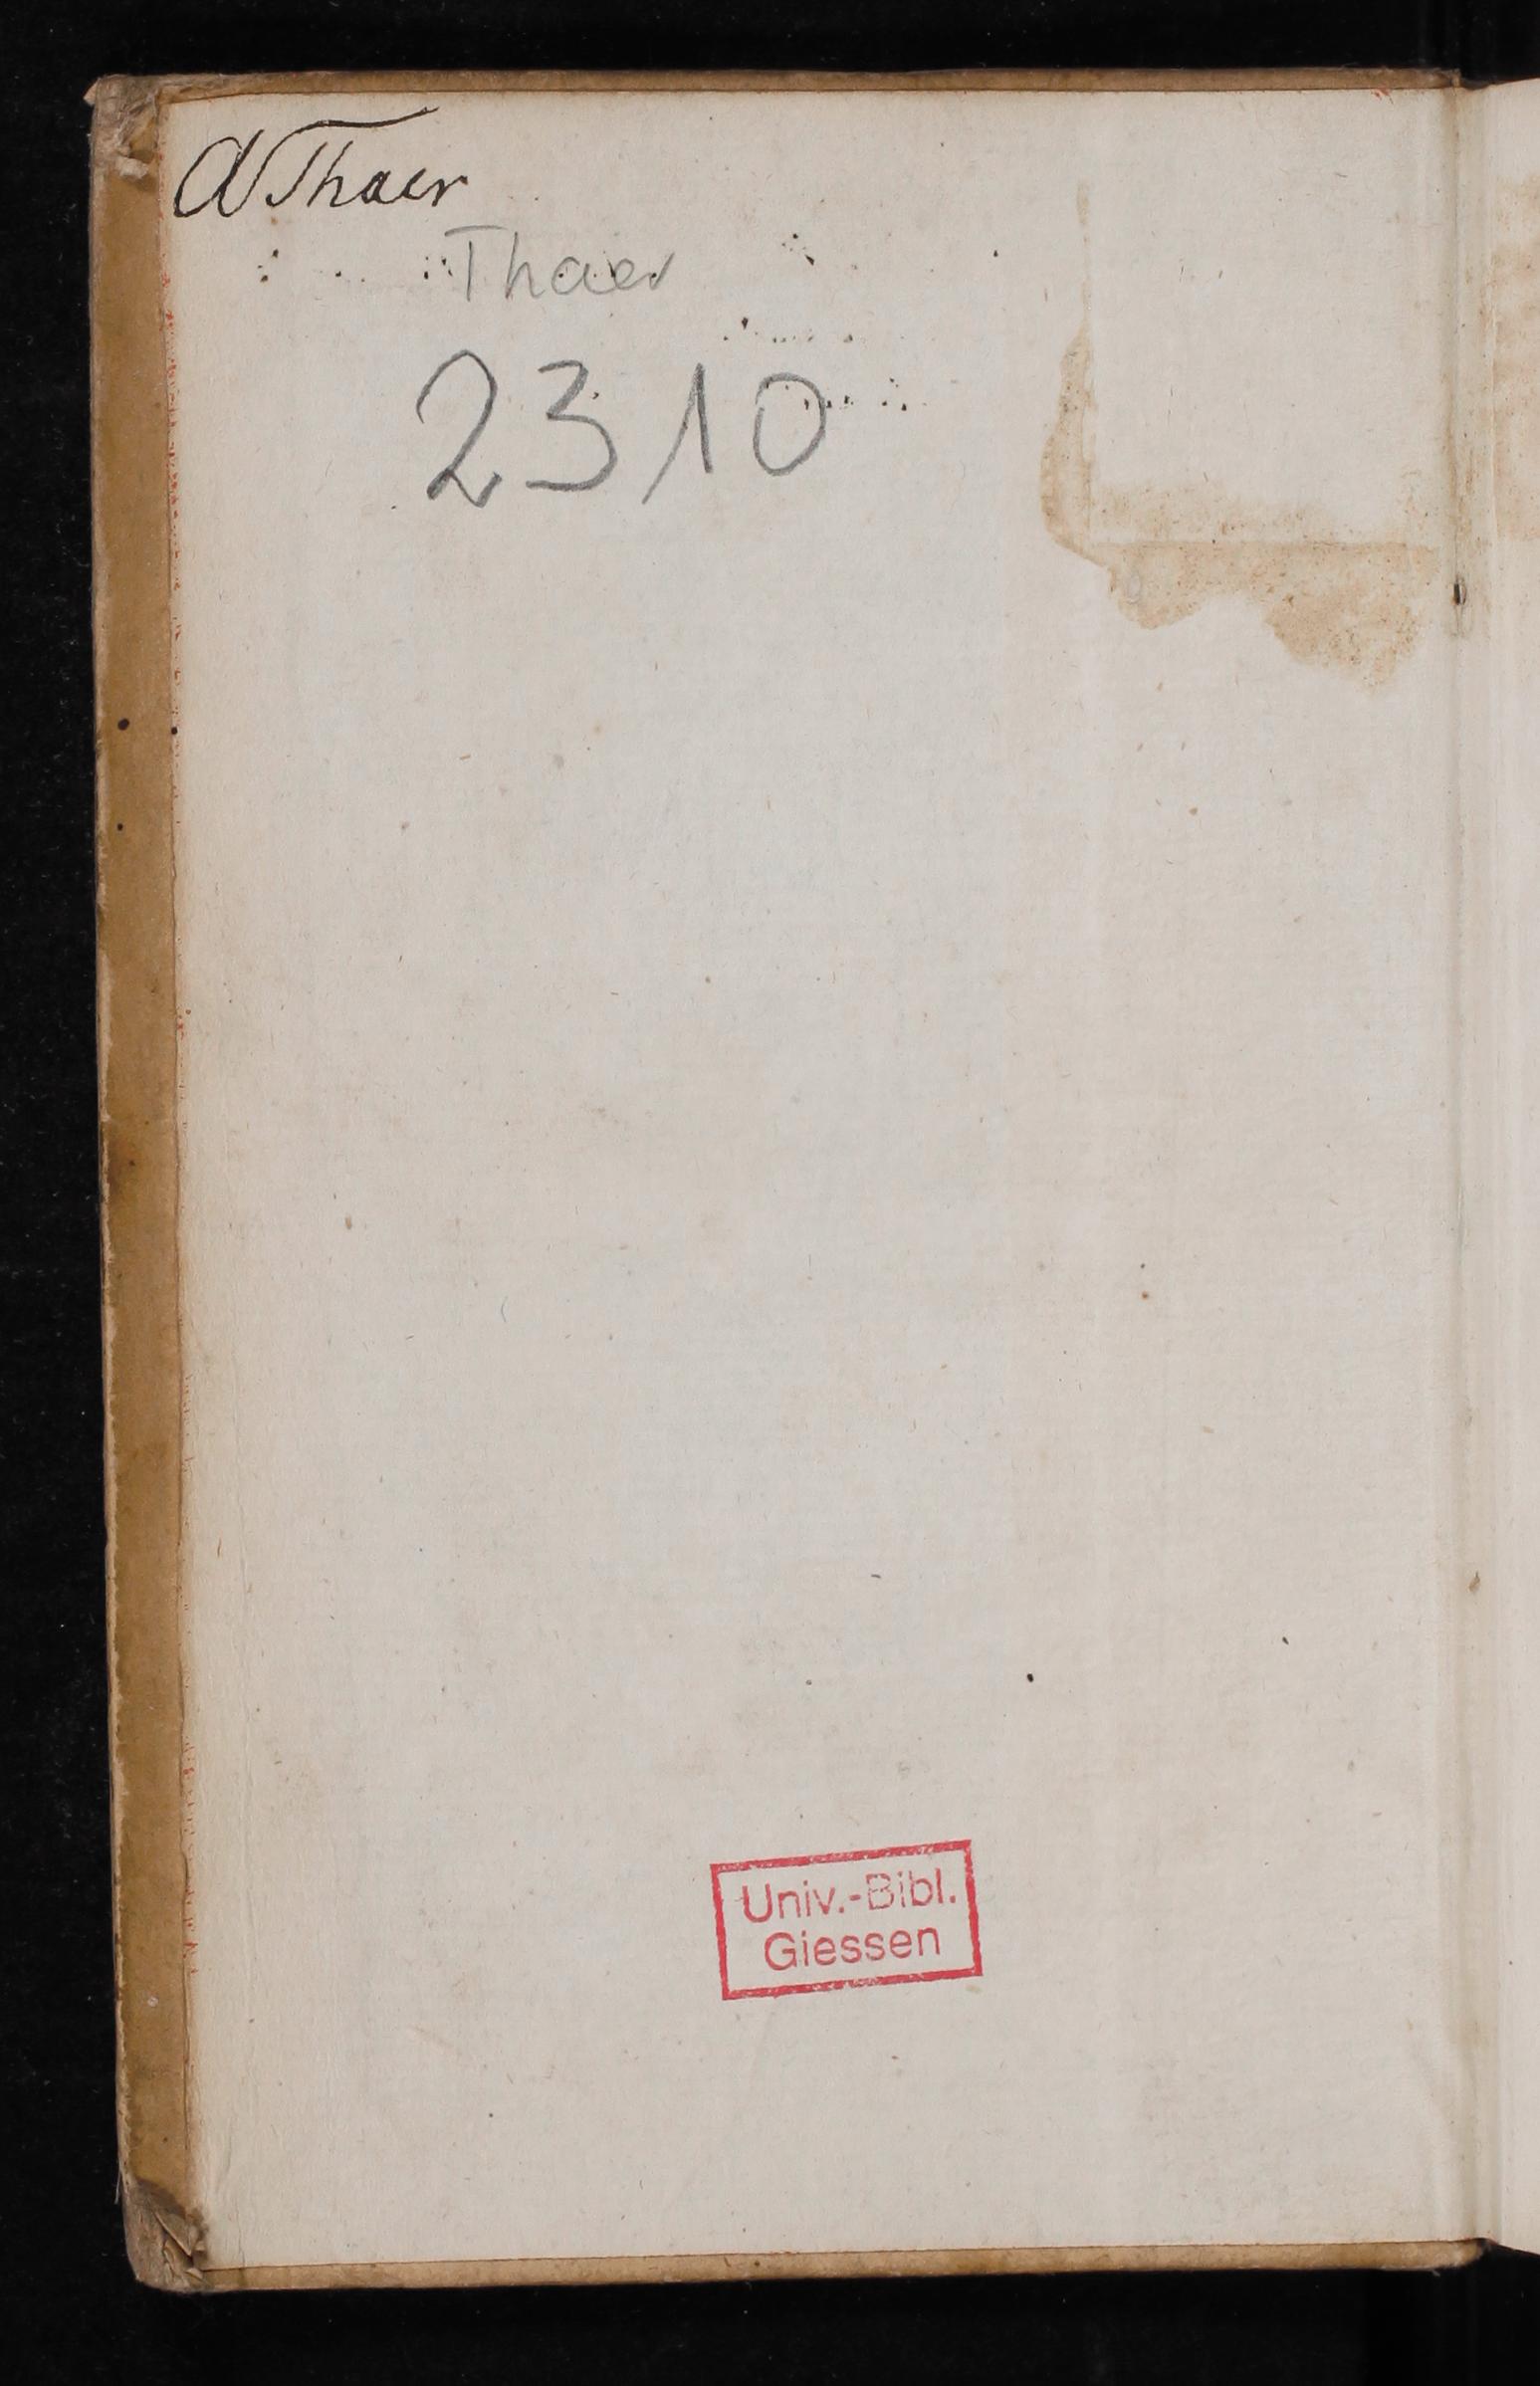 A Thaer
Thaer
2310
Univ.-Bibl.
Giessen